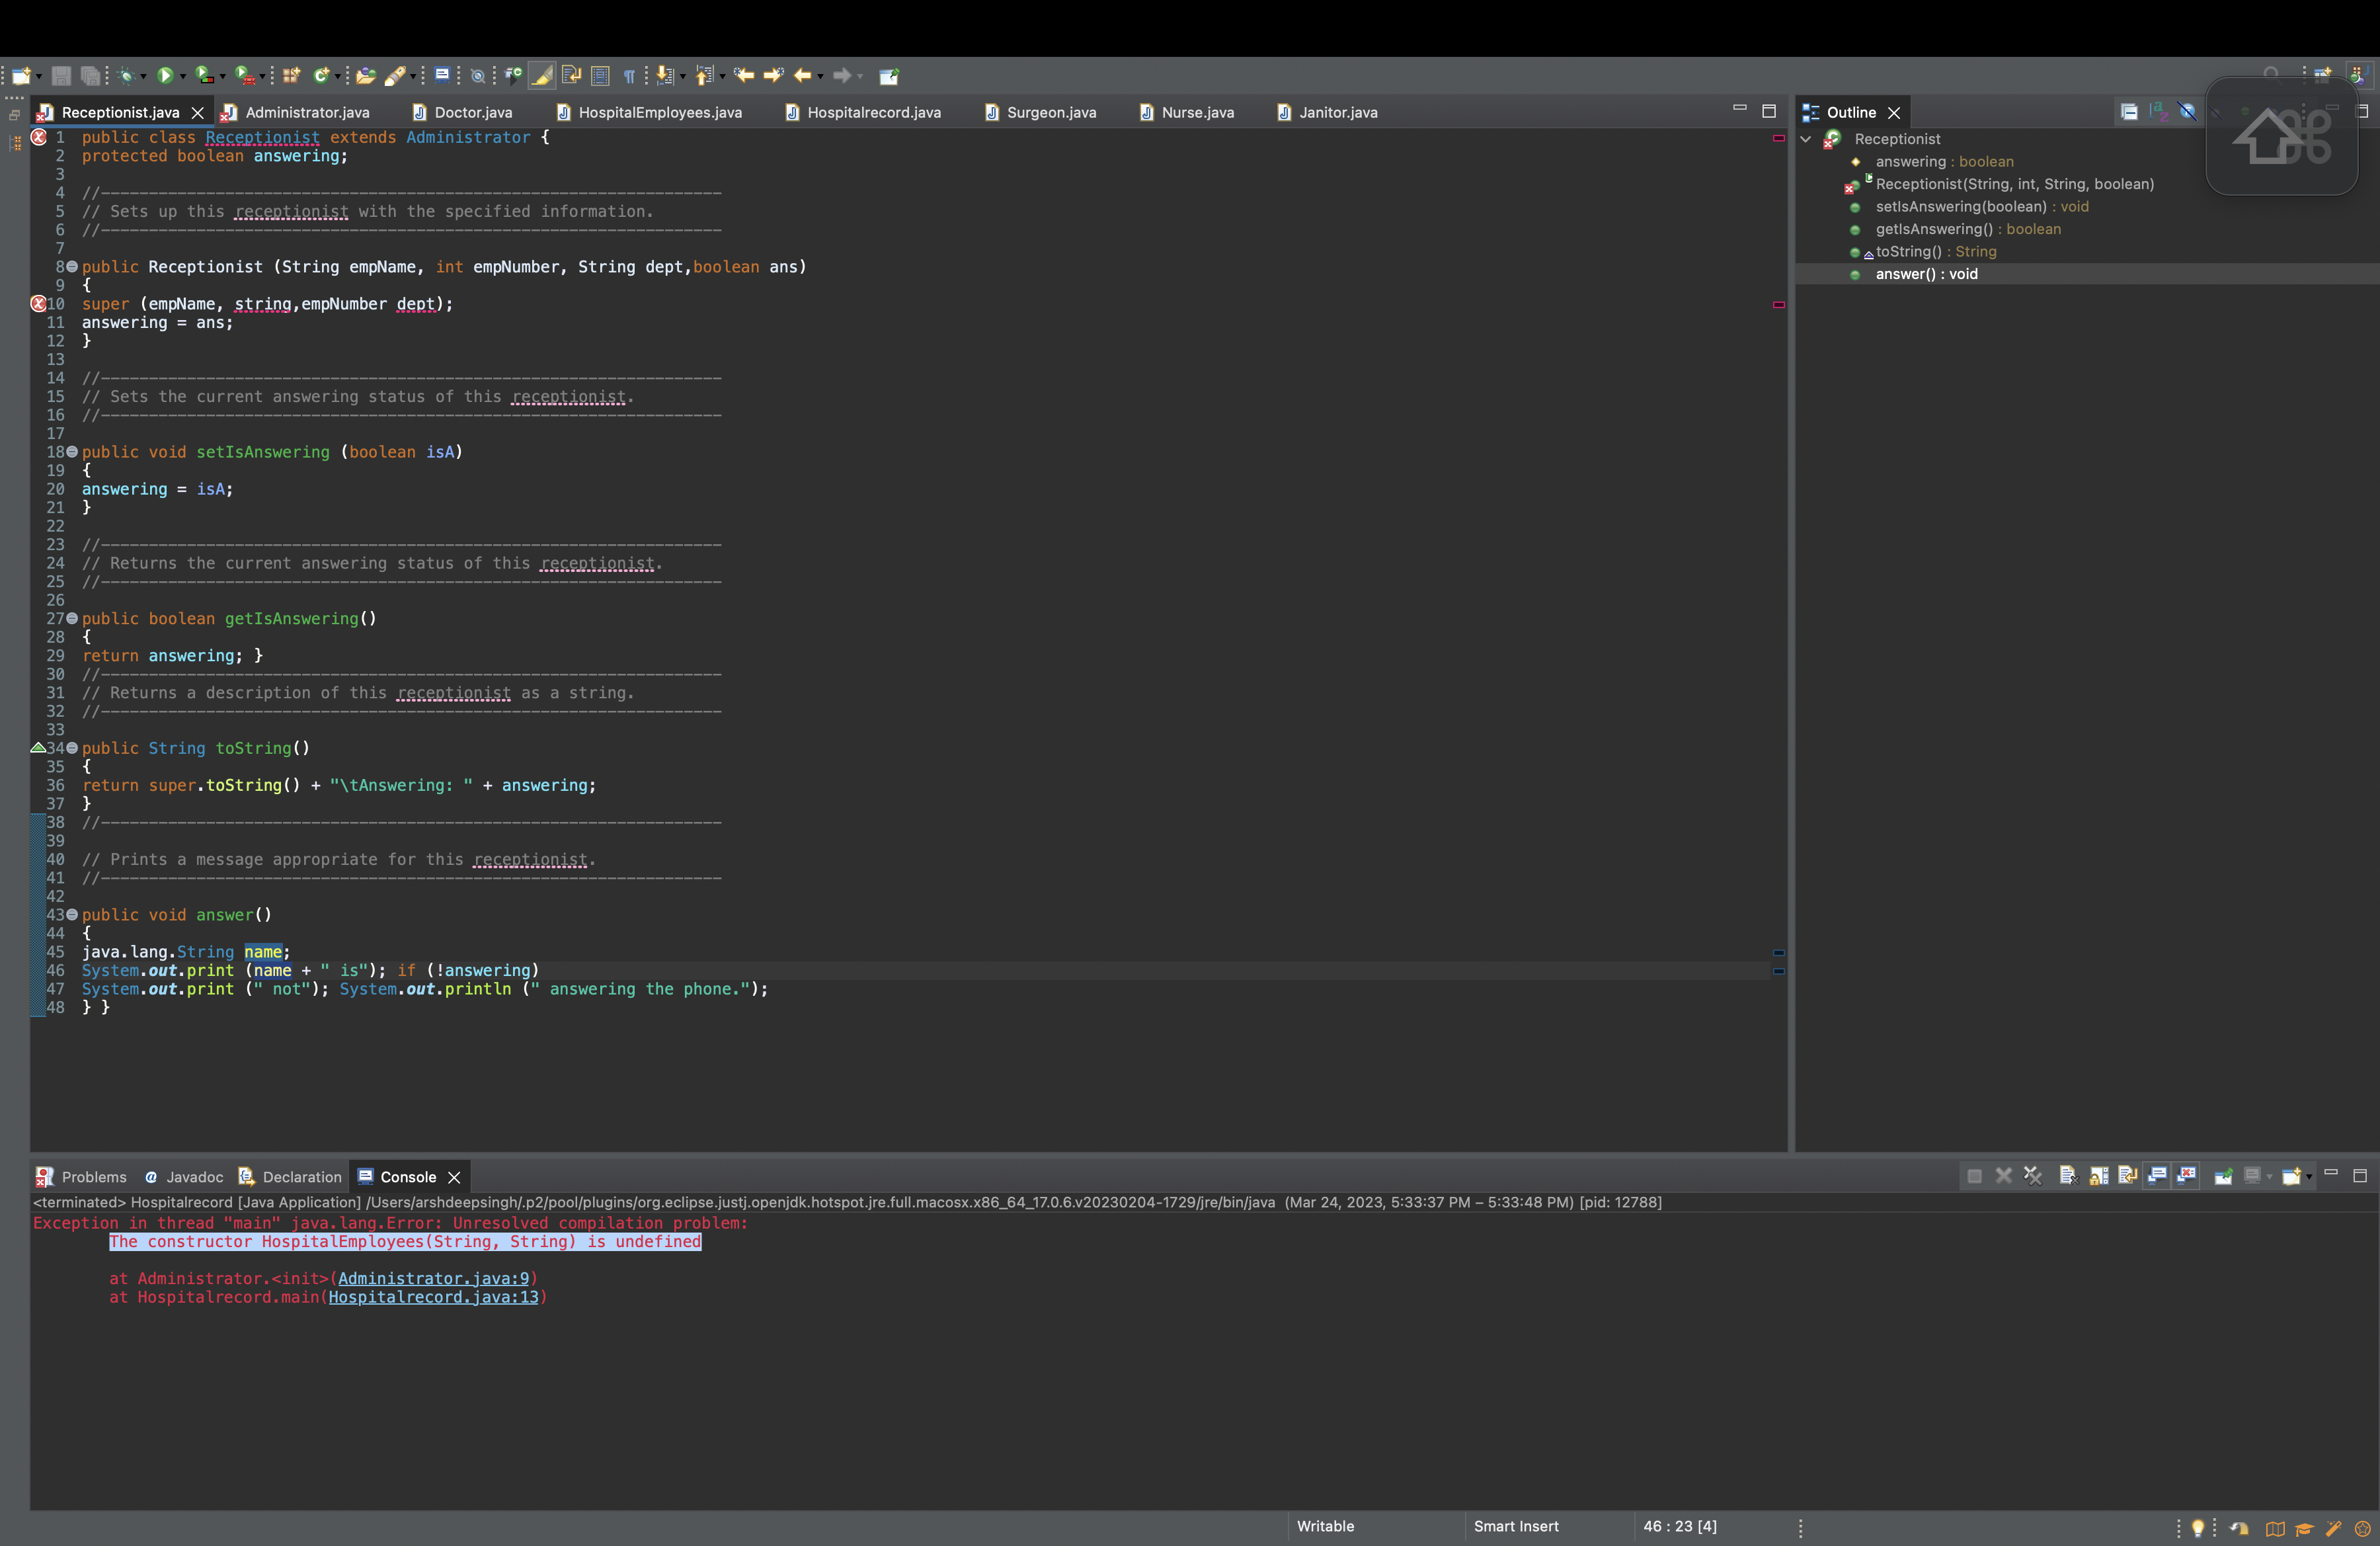 Receptionist.java
Administrator.java
Doctor.java
HospitalEmployees.java
Hospitalrecord.java
Surgeon.java
Nurse.java
Janitor.java
1 public class Receptionist extends Administrator {
2 protected boolean answering;
3
4 //-----------------------------------------------------------------
5 // Sets up this receptionist with the specified information.
6 //-----------------------------------------------------------------
7
8 public Receptionist (String empName, int empNumber, String dept,boolean ans)
9 {
10 super (empName, string,empNumber dept);
11 answering = ans;
12 }
13
14 //-----------------------------------------------------------------
15 // Sets the current answering status of this receptionist.
16 //-----------------------------------------------------------------
17
18 public void setIsAnswering (boolean isA)
19 {
20 answering = isA;
21 }
22
23 //-----------------------------------------------------------------
24 // Returns the current answering status of this receptionist.
25 //-----------------------------------------------------------------
26
27 public boolean getIsAnswering()
28 {
29 return answering; }
30 //-----------------------------------------------------------------
31 // Returns a description of this receptionist as a string.
32 //-----------------------------------------------------------------
33
34 public String toString()
35 {
36 return super.toString() + "\tAnswering: " + answering;
37 }
38 //-----------------------------------------------------------------
39
40 // Prints a message appropriate for this receptionist.
41 //-----------------------------------------------------------------
42
43 public void answer()
44 {
45 java.lang.String name;
46 System.out.print (name + " is"); if (!answering)
47 System.out.print (" not"); System.out.println (" answering the phone.");
48 } }
Outline
Receptionist
answering : boolean
Receptionist(String, int, String, boolean)
setIsAnswering(boolean) : void
getIsAnswering() : boolean
toString() : String
answer() : void
Problems
Javadoc
Declaration
Console
<terminated> Hospitalrecord [Java Application] /Users/arshdeepsingh/.p2/pool/plugins/org.eclipse.justj.openjdk.hotspot.jre.full.macosx.x86_64_17.0.6.v20230204-1729/jre/bin/java (Mar 24, 2023, 5:33:37 PM – 5:33:48 PM) [pid: 12788]
Exception in thread "main" java.lang.Error: Unresolved compilation problem:
The constructor HospitalEmployees(String, String) is undefined
at Administrator.<init>(Administrator.java:9)
at Hospitalrecord.main(Hospitalrecord.java:13)
Writable
Smart Insert
46 : 23 [4]